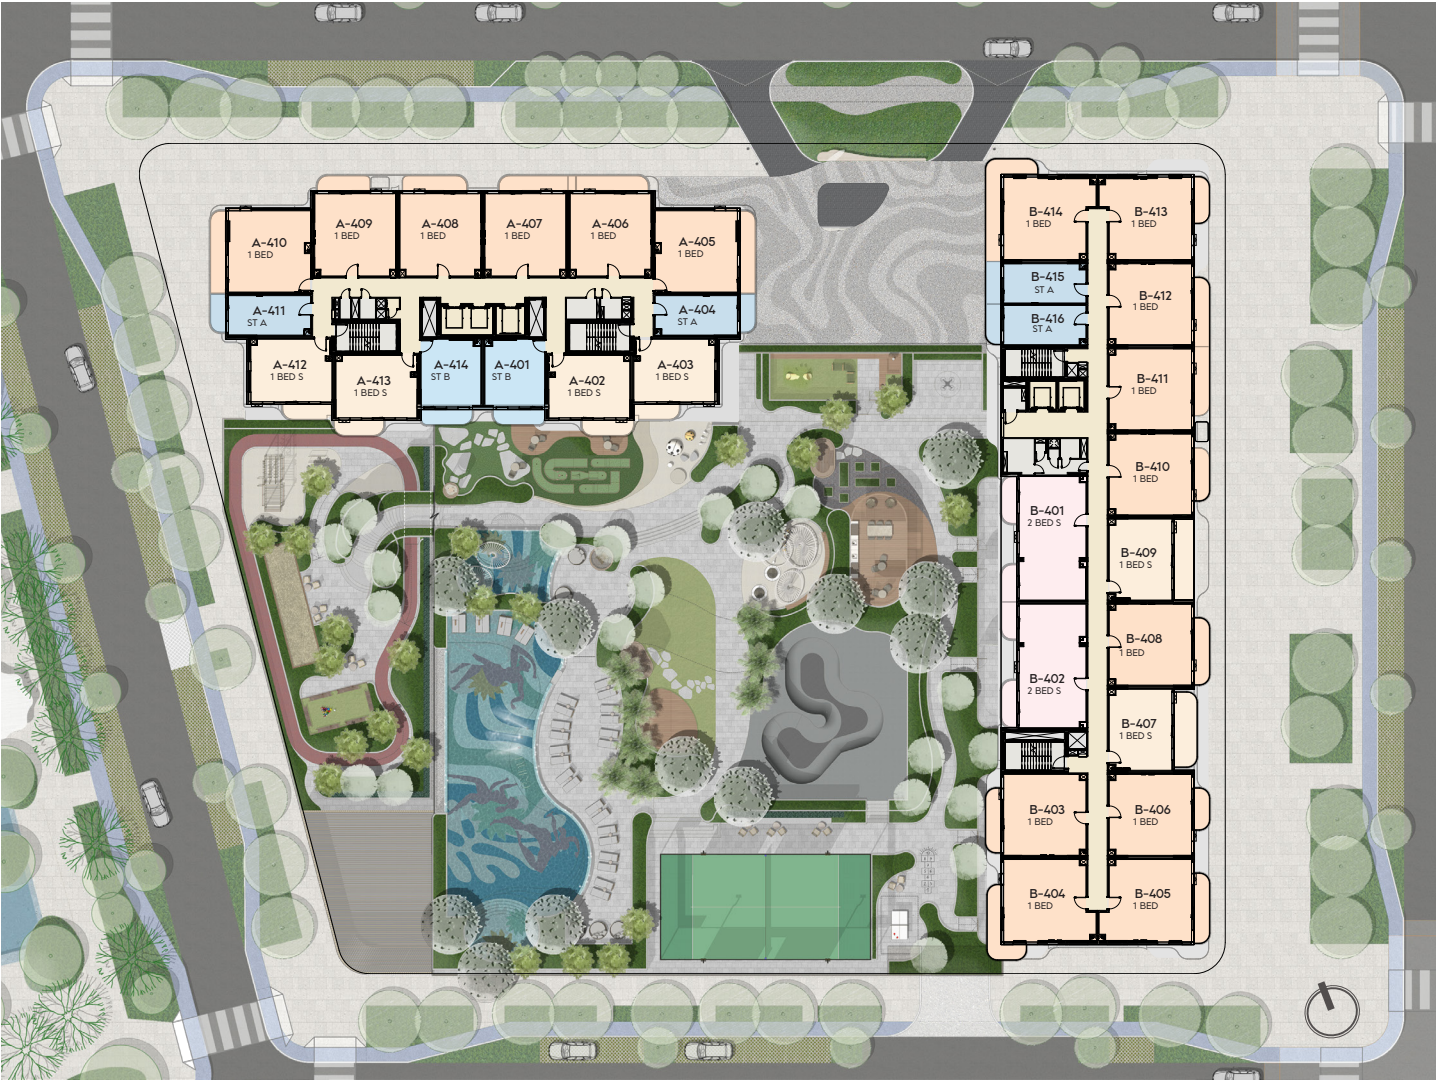 A-409
1 BED
A-408
1 BED
A-407
1 BED
A-406
1 BED
A-410
1 BED
A-405
1 BED
A-411
ST A
A-404
ST A
A-412
1 BED S
A-413
1 BED S
A-414
ST B
A-401
ST B
A-402
1 BED S
A-403
1 BED S
B-414
1 BED
B-413
1 BED
B-415
ST A
B-416
ST A
B-412
1 BED
B-411
1 BED
B-410
1 BED
B-401
2 BED S
B-409
1 BED S
B-408
1 BED
B-402
2 BED S
B-407
1 BED S
B-403
1 BED
B-406
1 BED
B-404
1 BED
B-405
1 BED